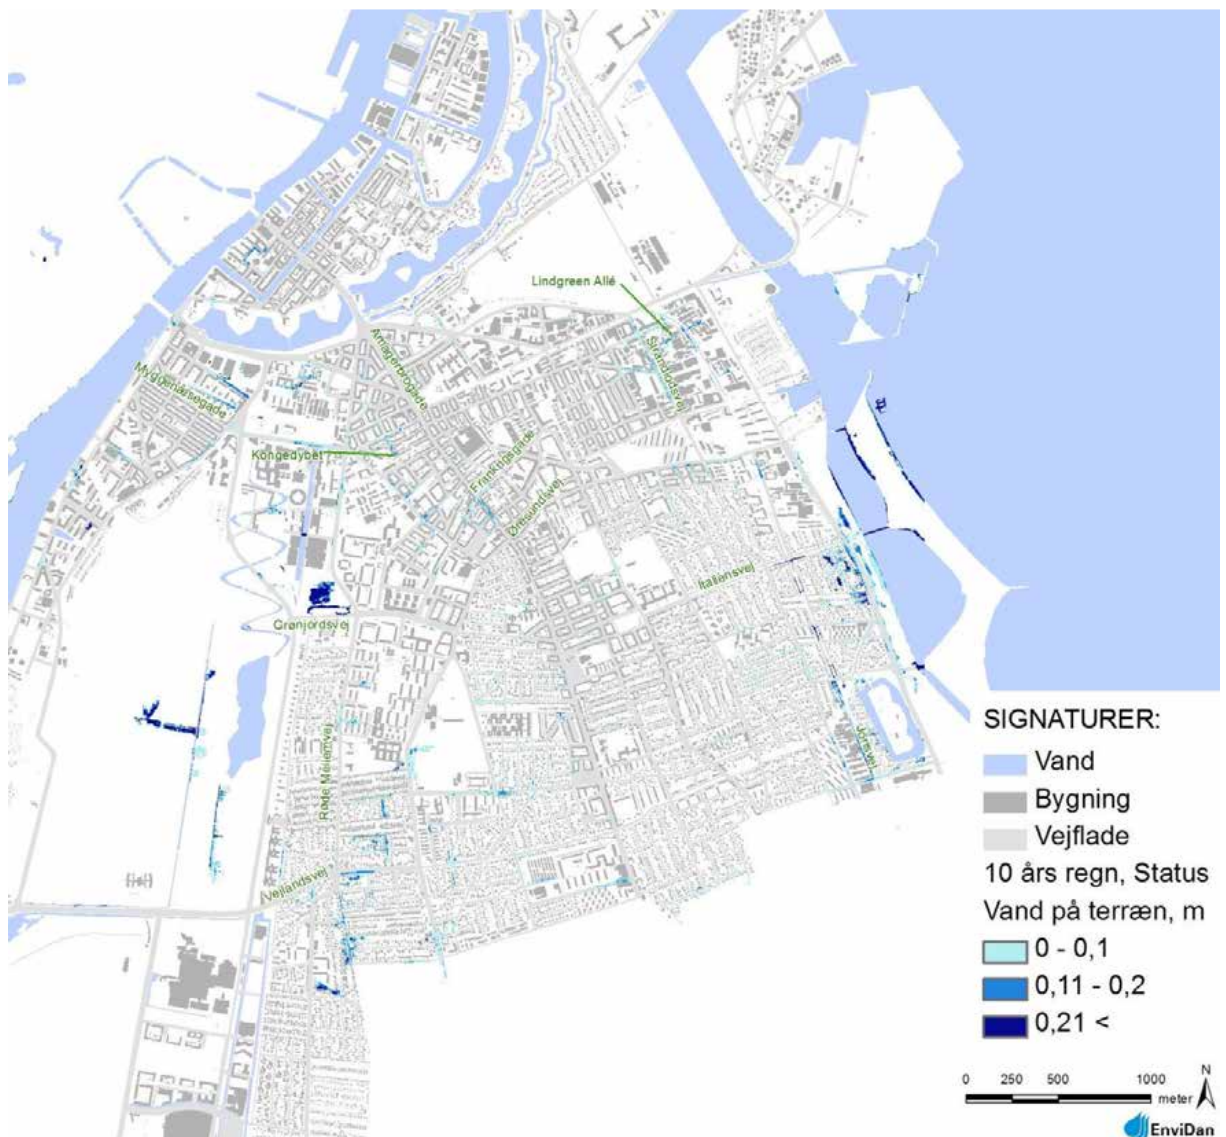 Lindgreen Allé
Amagerbrogade
Strandlodsvej
Myggenæsgade
Kongedybet
Frankrigsgade
Øresundsvej
Italiensvej
Grønjordsvej
Røde Mellemvej
Jorisvej
Vejlandsvej
SIGNATURER:
Vand
Bygning
Vejflade
10 års regn, Status
Vand på terræn, m
0 - 0,1
0,11 - 0,2
0,21 <
0 250 500 1000
meter
N
EnviDan